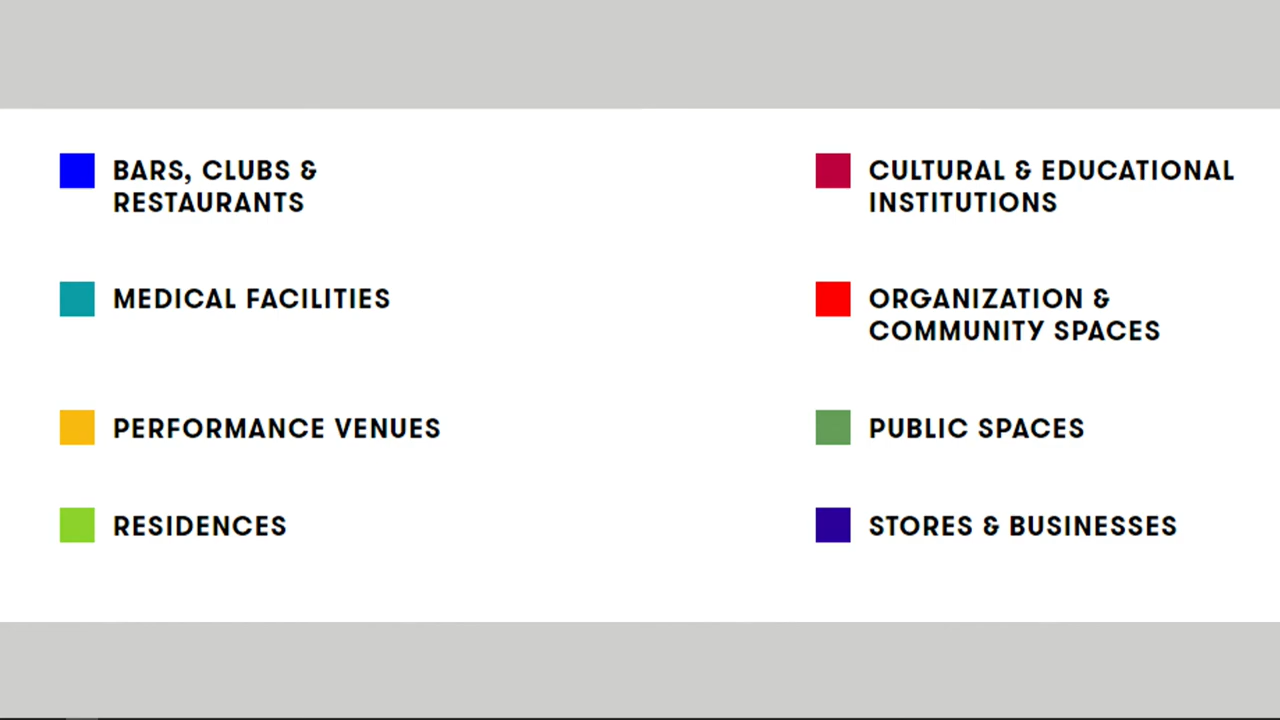 BARS, CLUBS &
RESTAURANTS
CULTURAL & EDUCATIONAL
INSTITUTIONS
MEDICAL FACILITIES
ORGANIZATION &
COMMUNITY SPACES
PERFORMANCE VENUES
PUBLIC SPACES
RESIDENCES
STORES & BUSINESSES